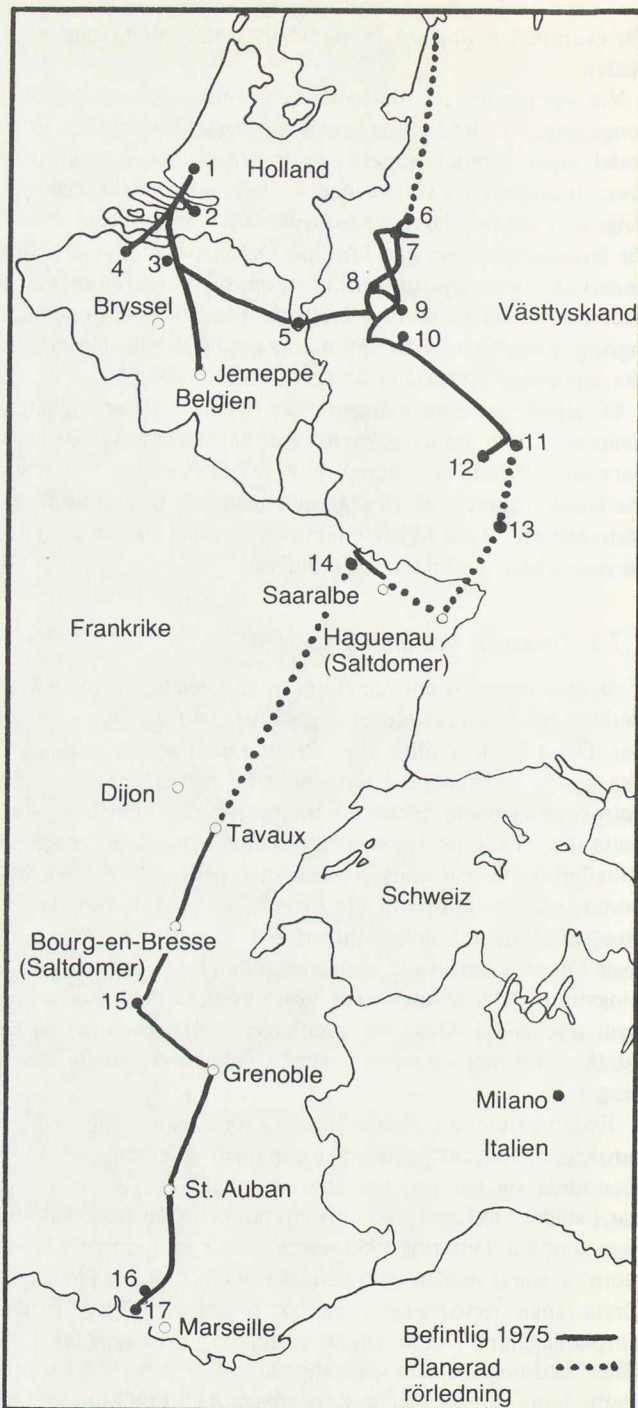 Holland
1
2
3
4
5
6
7
8
9
10
Bryssel
Västtyskland
Jemeppe
Belgien
11
12
13
14
Saaralbe
Frankrike
Haguenau
(Saltdomer)
Dijon
Tavaux
Schweiz
Bourg-en-Bresse
(Saltdomer)
15
Grenoble
Milano
Italien
St. Auban
16
17
Marseille
Befintlig 1975
Planerad
rörledning